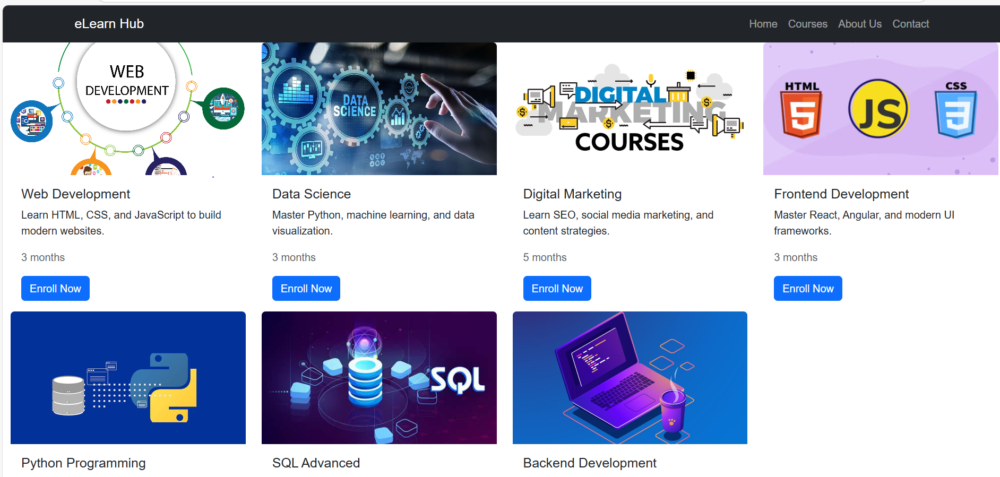 eLearn Hub
Home Courses About Us Contact
WEB
DEVELOPMENT
DATA
SCIENCE
DIGITAL
MARKETING
COURSES
HTML
5
JS
CSS
3
Web Development
Learn HTML, CSS, and JavaScript to build
modern websites.
3 months
Enroll Now
Data Science
Master Python, machine learning, and data
visualization.
3 months
Enroll Now
Digital Marketing
Learn SEO, social media marketing, and
content strategies.
5 months
Enroll Now
Frontend Development
Master React, Angular, and modern UI
frameworks.
3 months
Enroll Now
SQL
Python Programming
SQL Advanced
Backend Development